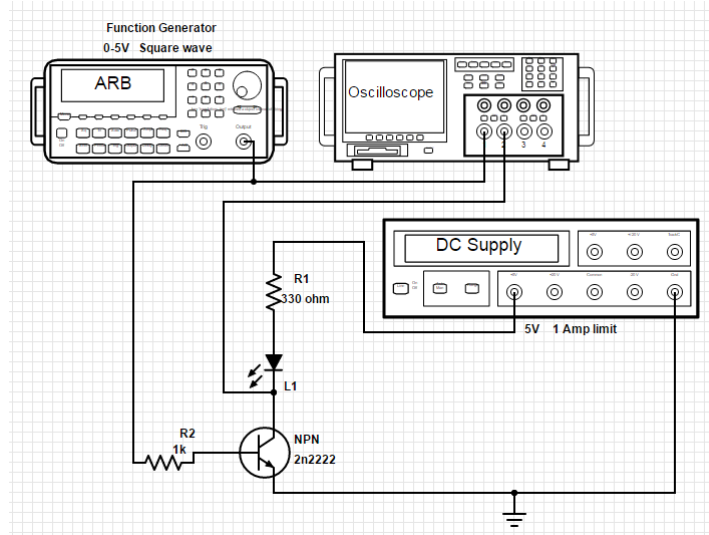 Function Generator
0-5V Square wave
ARB
Trig
Output
Oscilloscope
2 3 4
DC Supply
5V 1 Amp limit
R1
330 ohm
L1
R2
1k
NPN
2n2222